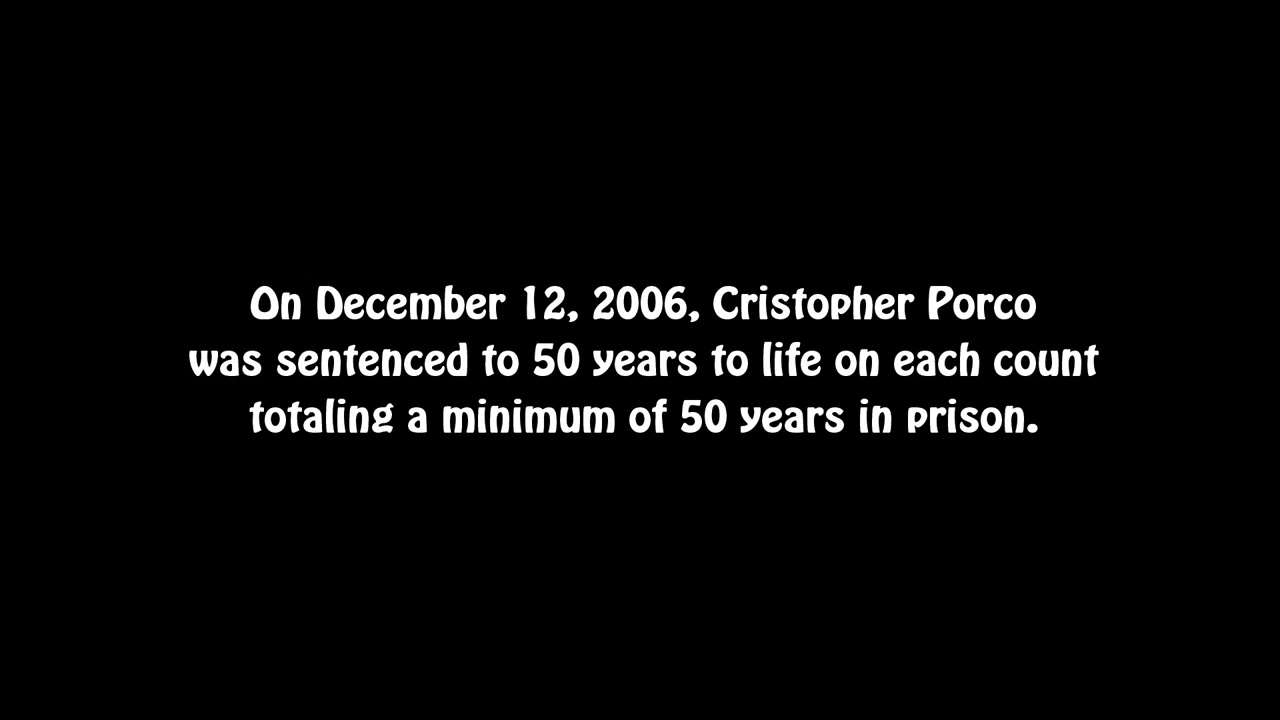 On December 12, 2006, Cristopher Porco
was sentenced to 50 years to life on each count
totaling a minimum of 50 years in prison.